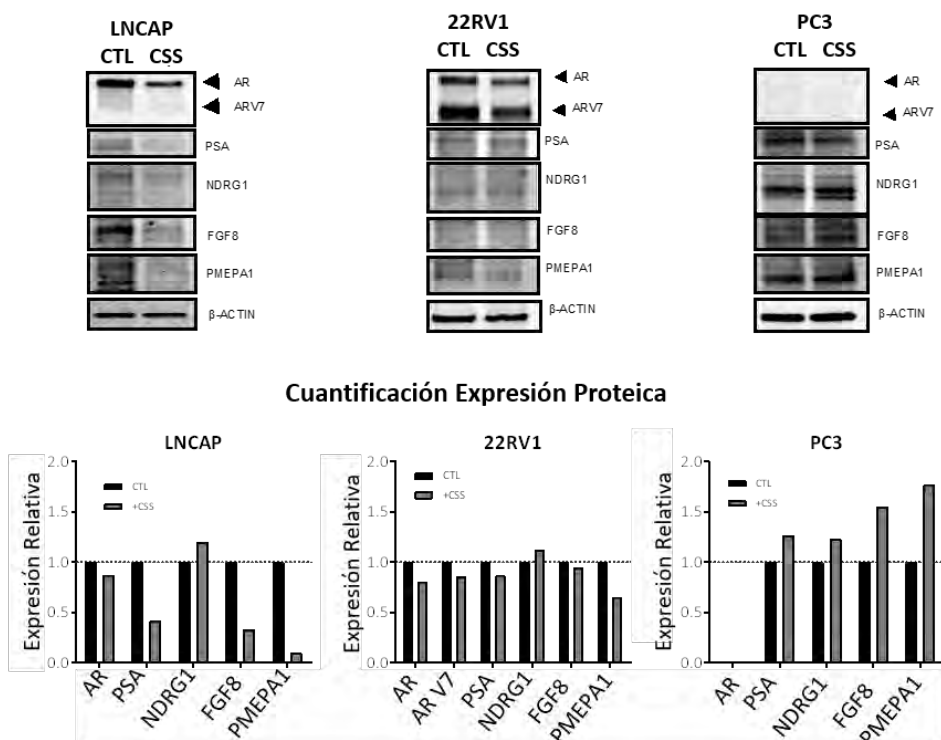 LNCAP
CTL CSS
AR
ARV7
PSA
NDRG1
FGF8
PMEPA1
β-ACTIN
22RV1
CTL CSS
AR
ARV7
PSA
NDRG1
FGF8
PMEPA1
β-ACTIN
PC3
CTL CSS
AR
ARV7
PSA
NDRG1
FGF8
PMEPA1
β-ACTIN
Cuantificación Expresión Proteica
LNCAP
Expresión Relativa
2.0
1.5
1.0
0.5
0.0
CTL
+CSS
AR
PSA
NDRG1
FGF8
PMEPA1
22RV1
Expresión Relativa
2.0
1.5
1.0
0.5
0.0
CTL
+CSS
AR
AR V7
PSA
NDRG1
FGF8
PMEPA1
PC3
Expresión Relativa
2.0
1.5
1.0
0.5
0.0
CTL
+CSS
AR
PSA
NDRG1
FGF8
PMEPA1